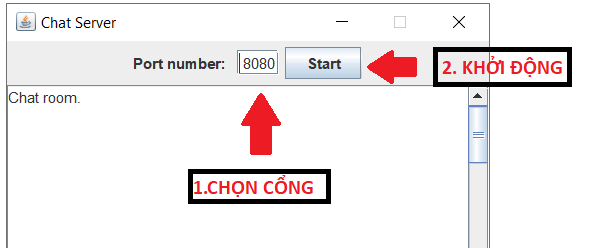 Chat Server
Port number: 8080 Start
2. KHỞI ĐỘNG
Chat room.
1.CHỌN CỔNG